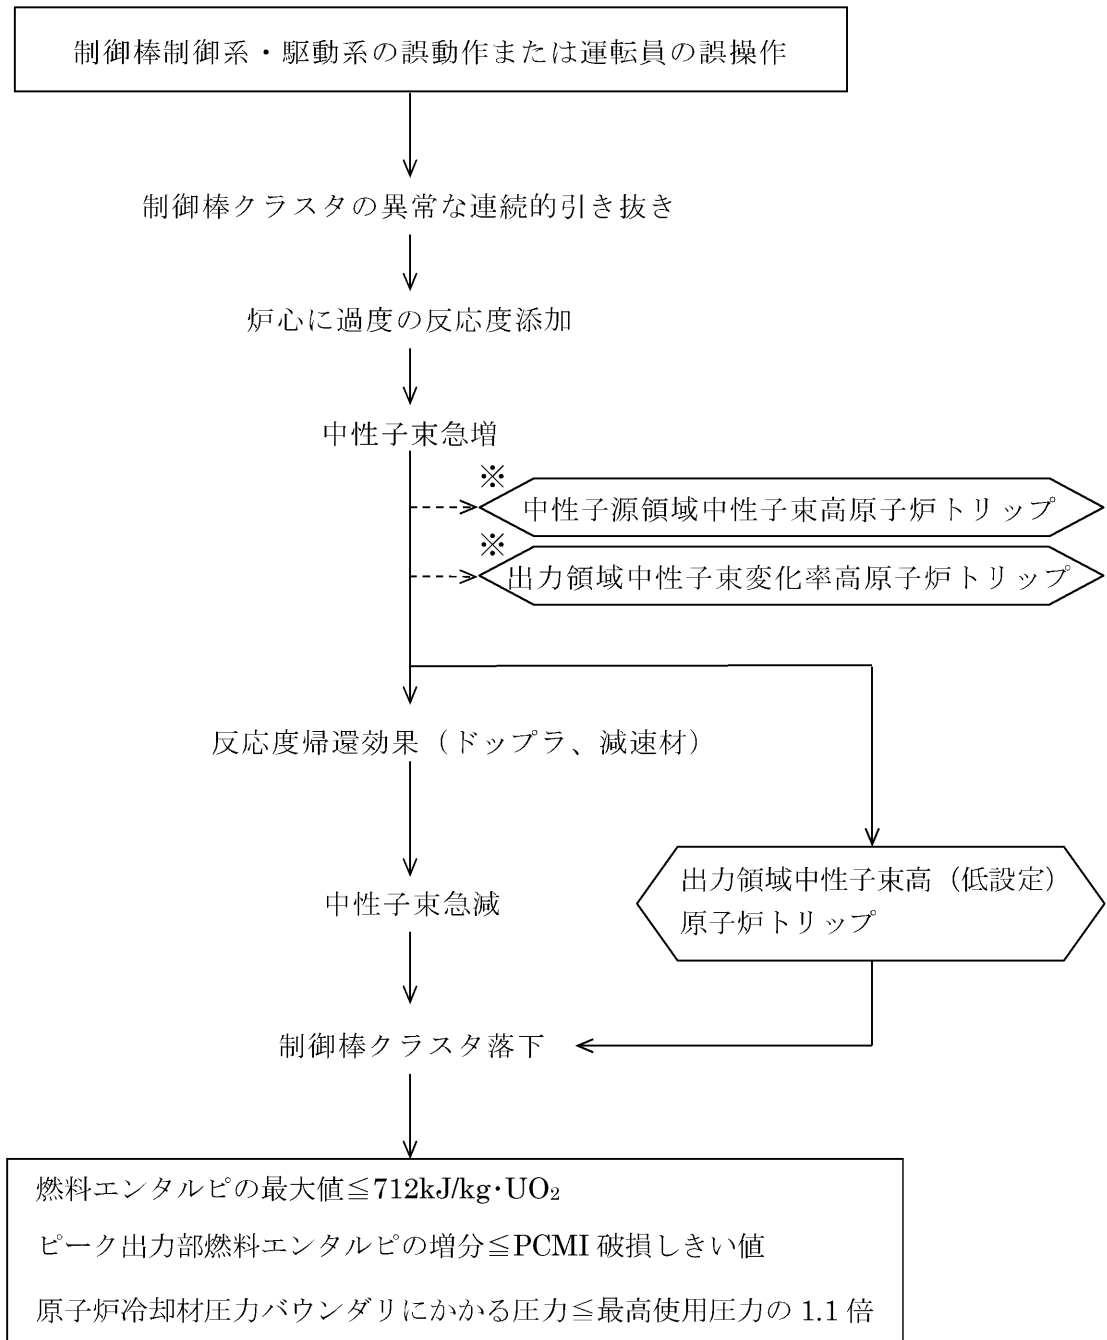 制御棒制御系・駆動系の誤動作または運転員の誤操作
制御棒クラスタの異常な連続的引き抜き
炉心に過度の反応度添加
中性子束急増
※
中性子源領域中性子束高原子炉トリップ
※
出力領域中性子束変化率高原子炉トリップ
反応度帰還効果（ドップラ、減速材）
出力領域中性子束高（低設定）
原子炉トリップ
中性子束急減
制御棒クラスタ落下
燃料エンタルピの最大値≦712kJ/kg･UO₂
ピーク出力部燃料エンタルピの増分≦PCMI 破損しきい値
原子炉冷却材圧力バウンダリにかかる圧力≦最高使用圧力の 1.1 倍